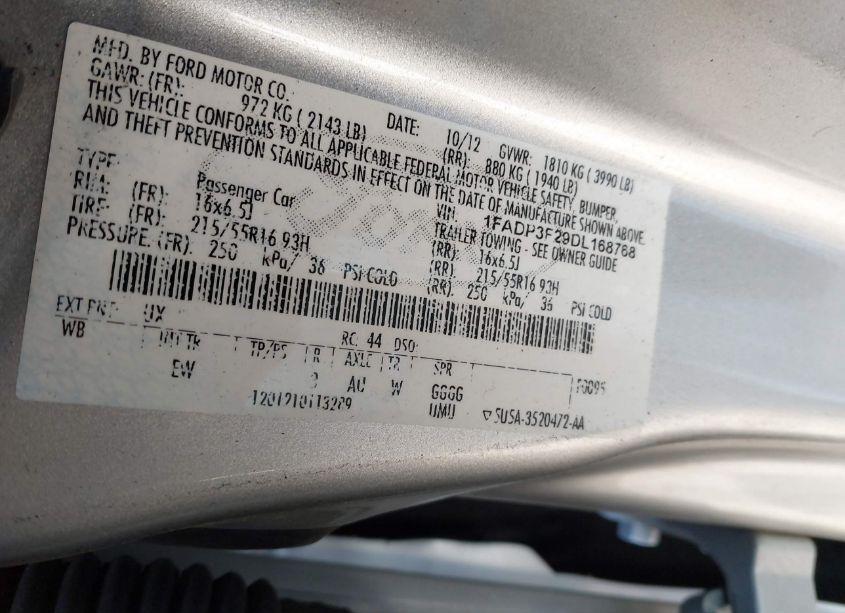 MFD. BY FORD MOTOR CO.
DATE: 10/12 GVWR: 1810 KG ( 3990 LB)
GAWR: (FR): 972 KG ( 2143 LB) (RR): 880 KG ( 1940 LB)
THIS VEHICLE CONFORMS TO ALL APPLICABLE FEDERAL MOTOR VEHICLE SAFETY, BUMPER,
AND THEFT PREVENTION STANDARDS IN EFFECT ON THE DATE OF MANUFACTURE SHOWN ABOVE.
VIN: 1FADP3F29DL168768
TYPE: Passenger Car TRAILER TOWING - SEE OWNER GUIDE
RIM: (FR): 16x6.5J (RR): 16x6.5J
TIRE: (FR): 215/55R16 93H (RR): 215/55R16 93H
PRESSURE: (FR): 250 kPa/ 36 PSI COLD (RR): 250 kPa/ 36 PSI COLD
EXT PNT: UX RC: 44 DSO:
WB INT TR TP/PS R AXLE TR SPR
EW AU W GGGG
UMU
▽5U5A-3520472-AA